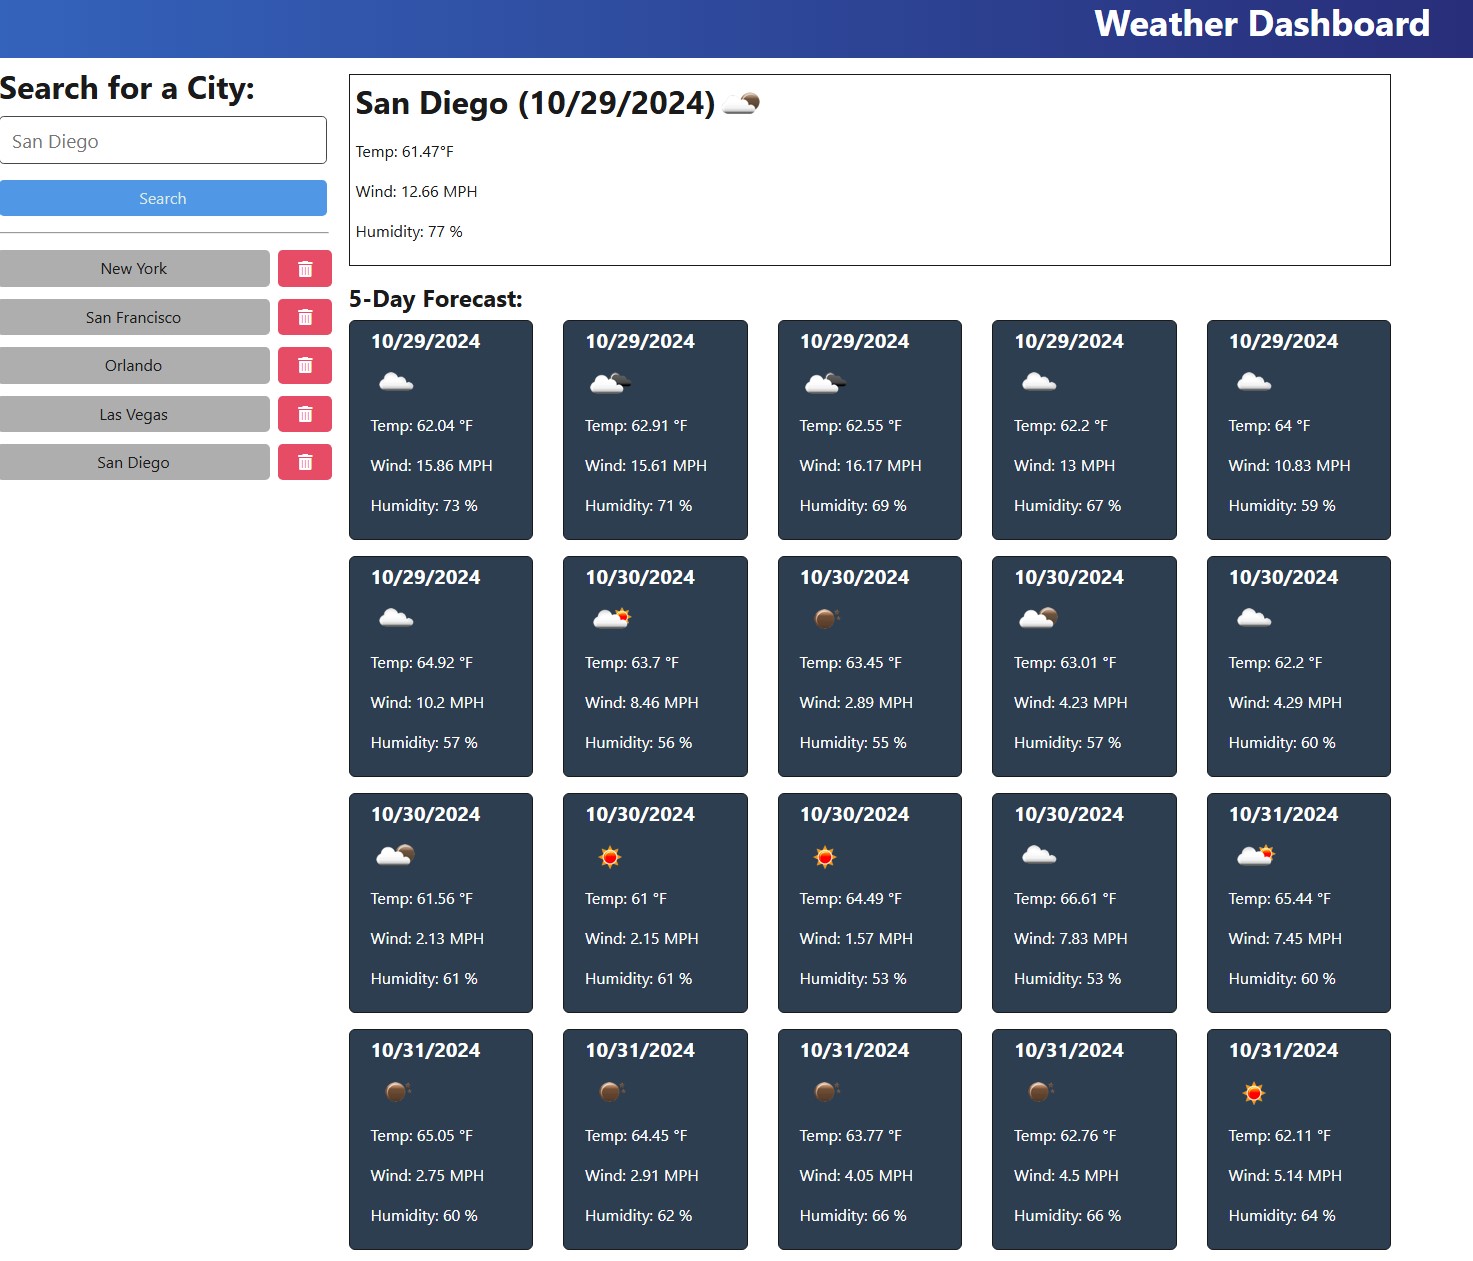 Weather Dashboard
Search for a City:
San Diego
Search
New York
San Francisco
Orlando
Las Vegas
San Diego
San Diego (10/29/2024)
Temp: 61.47°F
Wind: 12.66 MPH
Humidity: 77 %
5-Day Forecast:
10/29/2024
Temp: 62.04 °F
Wind: 15.86 MPH
Humidity: 73 %
10/29/2024
Temp: 62.91 °F
Wind: 15.61 MPH
Humidity: 71 %
10/29/2024
Temp: 62.55 °F
Wind: 16.17 MPH
Humidity: 69 %
10/29/2024
Temp: 62.2 °F
Wind: 13 MPH
Humidity: 67 %
10/29/2024
Temp: 64 °F
Wind: 10.83 MPH
Humidity: 59 %
10/29/2024
Temp: 64.92 °F
Wind: 10.2 MPH
Humidity: 57 %
10/30/2024
Temp: 63.7 °F
Wind: 8.46 MPH
Humidity: 56 %
10/30/2024
Temp: 63.45 °F
Wind: 2.89 MPH
Humidity: 55 %
10/30/2024
Temp: 63.01 °F
Wind: 4.23 MPH
Humidity: 57 %
10/30/2024
Temp: 62.2 °F
Wind: 4.29 MPH
Humidity: 60 %
10/30/2024
Temp: 61.56 °F
Wind: 2.13 MPH
Humidity: 61 %
10/30/2024
Temp: 61 °F
Wind: 2.15 MPH
Humidity: 61 %
10/30/2024
Temp: 64.49 °F
Wind: 1.57 MPH
Humidity: 53 %
10/30/2024
Temp: 66.61 °F
Wind: 7.83 MPH
Humidity: 53 %
10/31/2024
Temp: 65.44 °F
Wind: 7.45 MPH
Humidity: 60 %
10/31/2024
Temp: 65.05 °F
Wind: 2.75 MPH
Humidity: 60 %
10/31/2024
Temp: 64.45 °F
Wind: 2.91 MPH
Humidity: 62 %
10/31/2024
Temp: 63.77 °F
Wind: 4.05 MPH
Humidity: 66 %
10/31/2024
Temp: 62.76 °F
Wind: 4.5 MPH
Humidity: 66 %
10/31/2024
Temp: 62.11 °F
Wind: 5.14 MPH
Humidity: 64 %